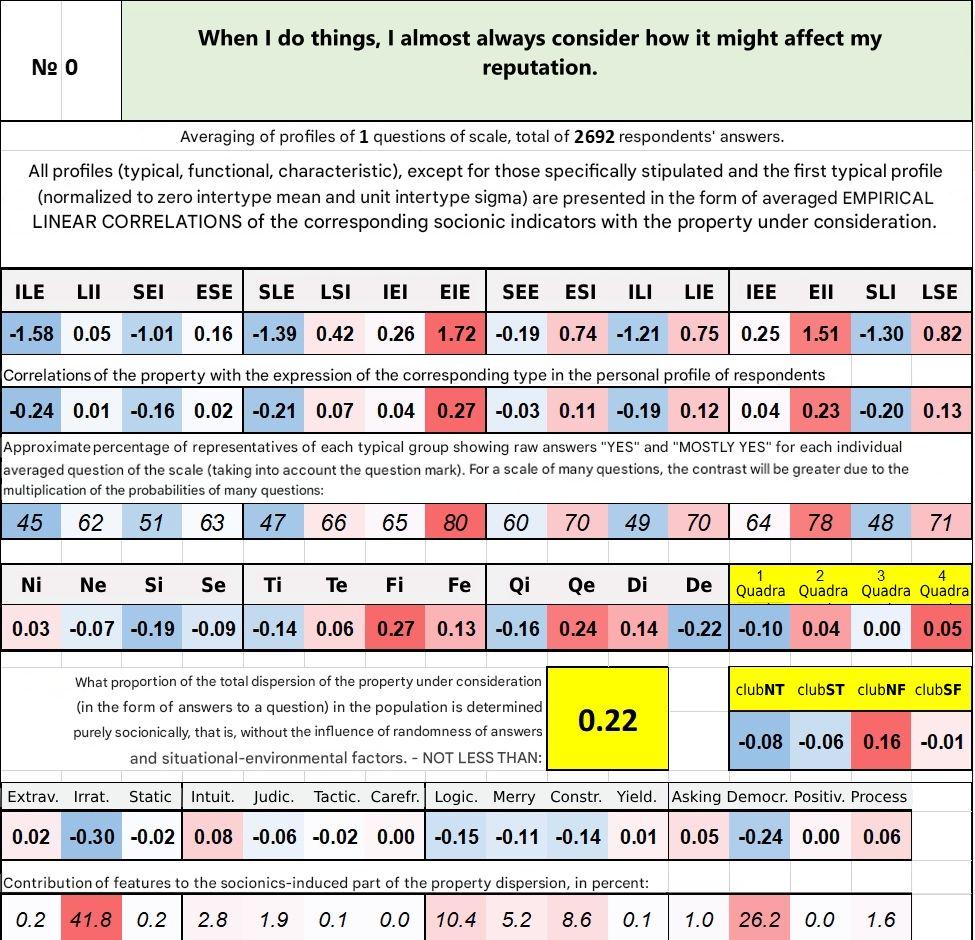 № 0
When I do things, I almost always consider how it might affect my
reputation.
Averaging of profiles of 1 questions of scale, total of 2692 respondents' answers.
All profiles (typical, functional, characteristic), except for those specifically stipulated and the first typical profile
(normalized to zero intertype mean and unit intertype sigma) are presented in the form of averaged EMPIRICAL
LINEAR CORRELATIONS of the corresponding socionic indicators with the property under consideration.
ILE LII SEI ESE SLE LSI IEI EIE SEE ESI ILI LIE IEE EII SLI LSE
-1.58 0.05 -1.01 0.16 -1.39 0.42 0.26 1.72 -0.19 0.74 -1.21 0.75 0.25 1.51 -1.30 0.82
Correlations of the property with the expression of the corresponding type in the personal profile of respondents
-0.24 0.01 -0.16 0.02 -0.21 0.07 0.04 0.27 -0.03 0.11 -0.19 0.12 0.04 0.23 -0.20 0.13
Approximate percentage of representatives of each typical group showing raw answers "YES" and "MOSTLY YES" for each individual
averaged question of the scale (taking into account the question mark). For a scale of many questions, the contrast will be greater due to the
multiplication of the probabilities of many questions:
45 62 51 63 47 66 65 80 60 70 49 70 64 78 48 71
Ni Ne Si Se Ti Te Fi Fe Qi Qe Di De 1 Quadra 2 Quadra 3 Quadra 4 Quadra
0.03 -0.07 -0.19 -0.09 -0.14 0.06 0.27 0.13 -0.16 0.24 0.14 -0.22 -0.10 0.04 0.00 0.05
What proportion of the total dispersion of the property under consideration
(in the form of answers to a question) in the population is determined
purely socionically, that is, without the influence of randomness of answers
and situational-environmental factors. - NOT LESS THAN:
0.22
clubNT clubST clubNF clubSF
-0.08 -0.06 0.16 -0.01
Extrav. Irrat. Static Intuit. Judic. Tactic. Carefr. Logic. Merry Constr. Yield. Asking Democr. Positiv. Process
0.02 -0.30 -0.02 0.08 -0.06 -0.02 0.00 -0.15 -0.11 -0.14 0.01 0.05 -0.24 0.00 0.06
Contribution of features to the socionics-induced part of the property dispersion, in percent:
0.2 41.8 0.2 2.8 1.9 0.1 0.0 10.4 5.2 8.6 0.1 1.0 26.2 0.0 1.6